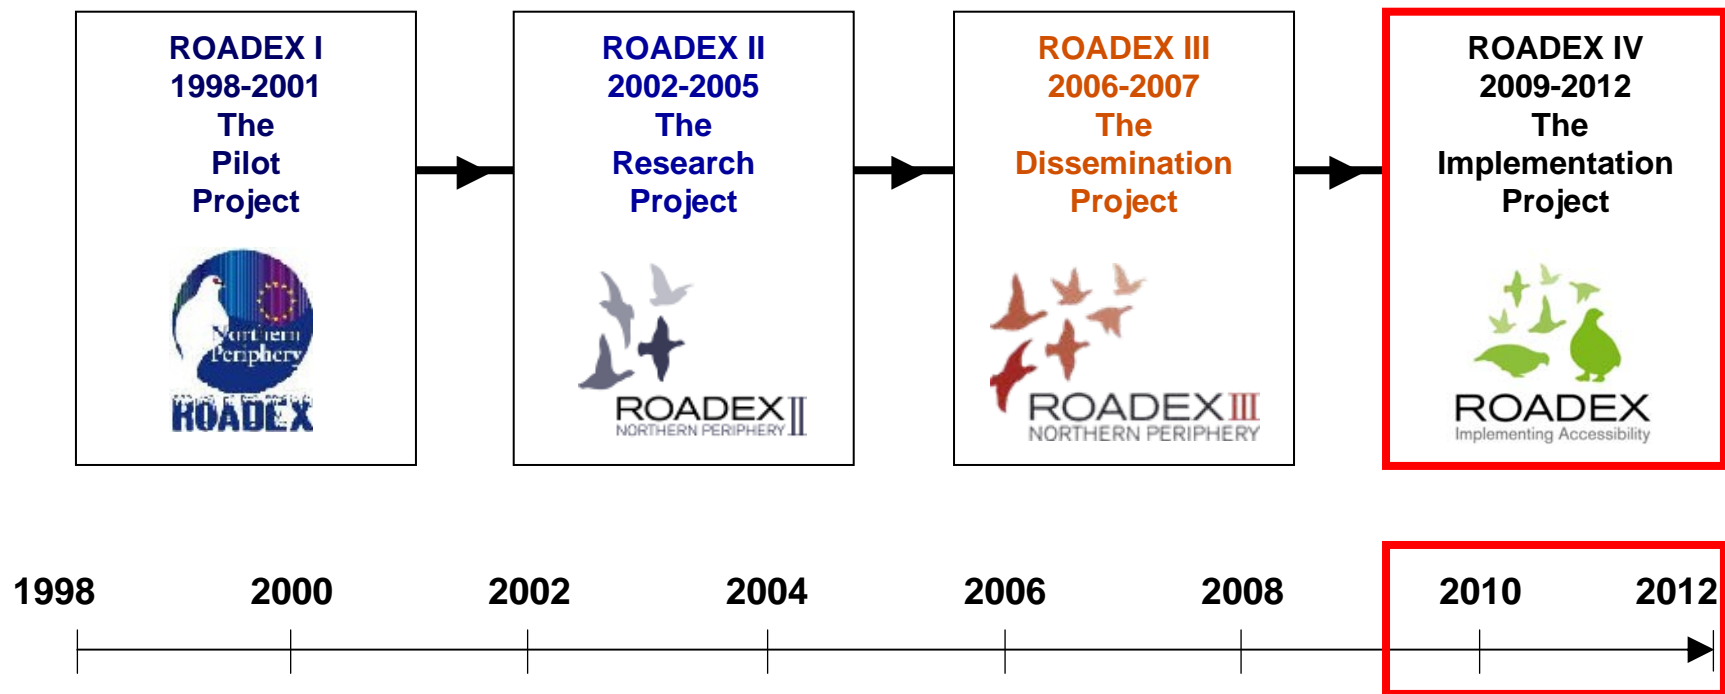 ROADEX I
1998-2001
The
Pilot
Project
Northern
Periphery
ROADEX
ROADEX II
2002-2005
The
Research
Project
ROADEX II
NORTHERN PERIPHERY
ROADEX III
2006-2007
The
Dissemination
Project
ROADEX III
NORTHERN PERIPHERY
ROADEX IV
2009-2012
The
Implementation
Project
ROADEX
Implementing Accessibility
1998 2000 2002 2004 2006 2008 2010 2012